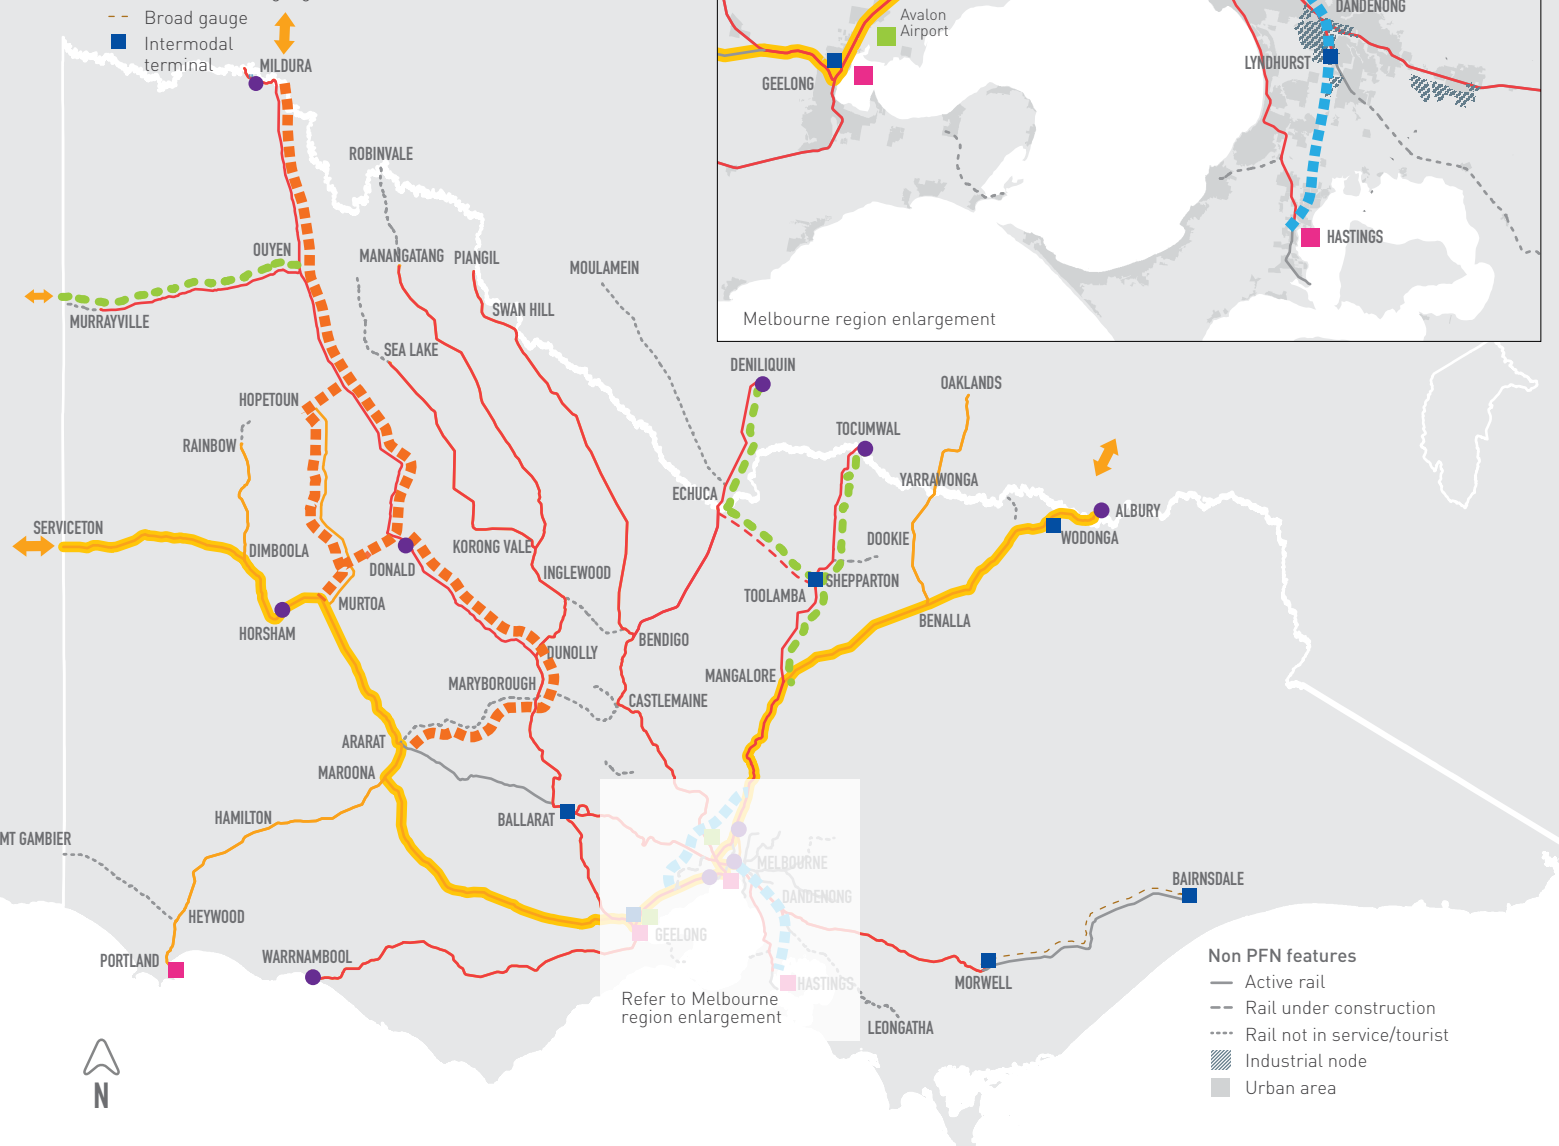 Broad gauge
Intermodal
terminal
MILDURA
ROBINVALE
OUYEN
MANANGATANG
PIANGIL
MOULAMEIN
MURRAYVILLE
SWAN HILL
SEA LAKE
HOPETOUN
RAINBOW
SERVICETON
DIMBOOLA
HORSHAM
MURTOA
DONALD
KORONG VALE
INGLEWOOD
DUNOLLY
BENDIGO
MARYBOROUGH
CASTLEMAINE
ARARAT
MAROONA
HAMILTON
MT GAMBIER
HEYWOOD
PORTLAND
WARRNAMBOOL
BALLARAT
DENILIQUIN
TOCUMWAL
OAKLANDS
ECHUCA
YARRAWONGA
DOOKIE
SHEPPARTON
TOOLAMBA
BENALLA
MANGALORE
ALBURY
WODONGA
MELBOURNE
DANDENONG
GEELONG
HASTINGS
Refer to Melbourne
region enlargement
LEONGATHA
MORWELL
BAIRNSDALE
Avalon
Airport
GEELONG
DANDENONG
LYNDHURST
HASTINGS
Melbourne region enlargement
Non PFN features
Active rail
Rail under construction
Rail not in service/tourist
Industrial node
Urban area
N